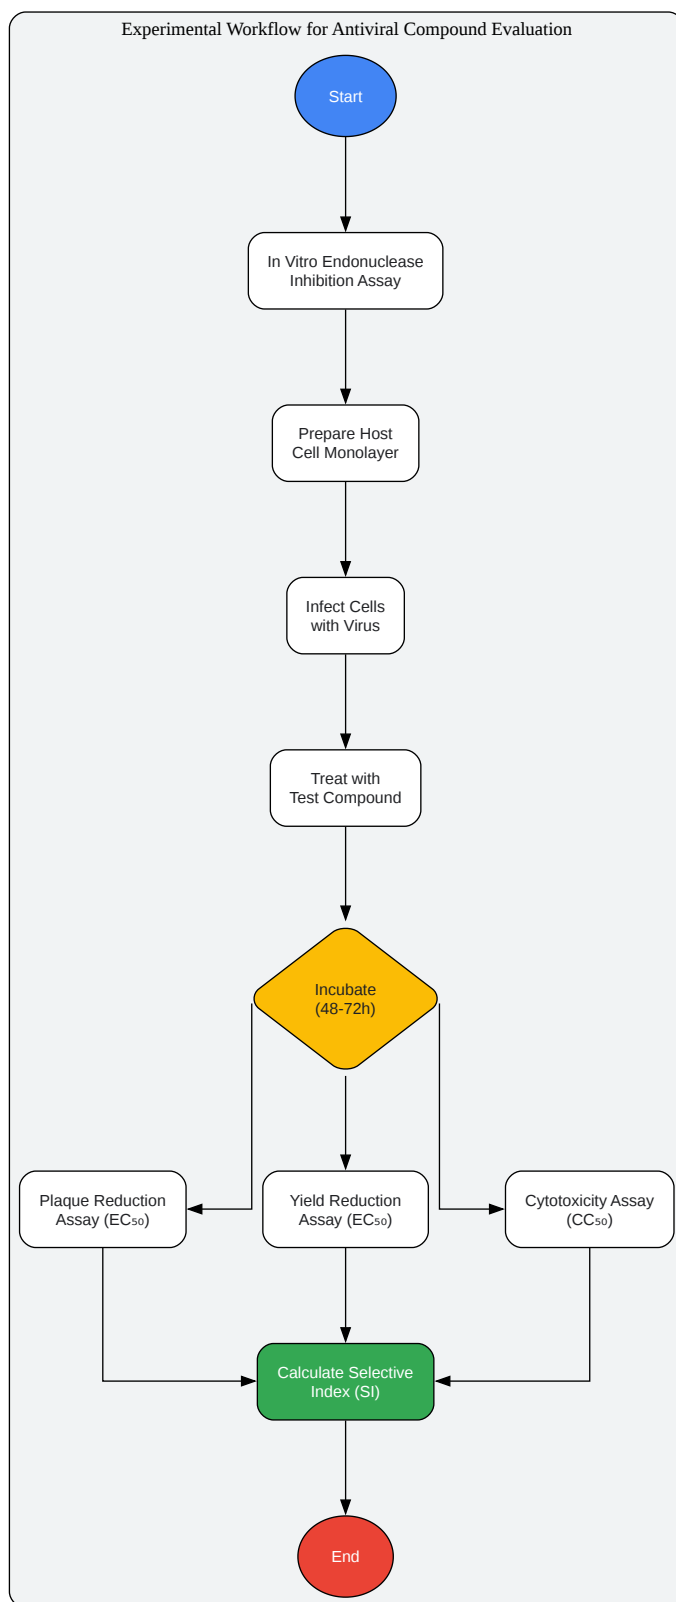 Experimental Workflow for Antiviral Compound Evaluation
Start
In Vitro Endonuclease
Inhibition Assay
Prepare Host
Cell Monolayer
Infect Cells
with Virus
Treat with
Test Compound
Incubate
(48-72h)
Plaque Reduction
Assay (EC₅₀)
Yield Reduction
Assay (EC₅₀)
Cytotoxicity Assay
(CC₅₀)
Calculate Selective
Index (SI)
End